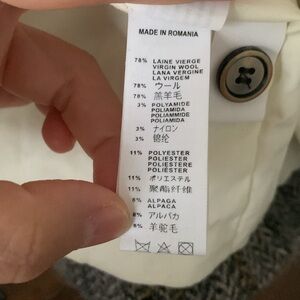 MADE IN ROMANIA
78% LAINE VIERGE
VIRGIN WOOL
LANA VERGINE
LA VIRGEM
78% ウール
78% 羔羊毛
3% POLYAMIDE
POLIAMIDA
POLIAMMIDE
POLIAMIDA
3% ナイロン
3% 锦纶
11% POLYESTER
POLIESTER
POLIESTERE
POLIÉSTER
11% ポリエステル
11% 聚酯纤维
8% ALPAGA
ALPACA
8% アルパカ
8% 羊驼毛